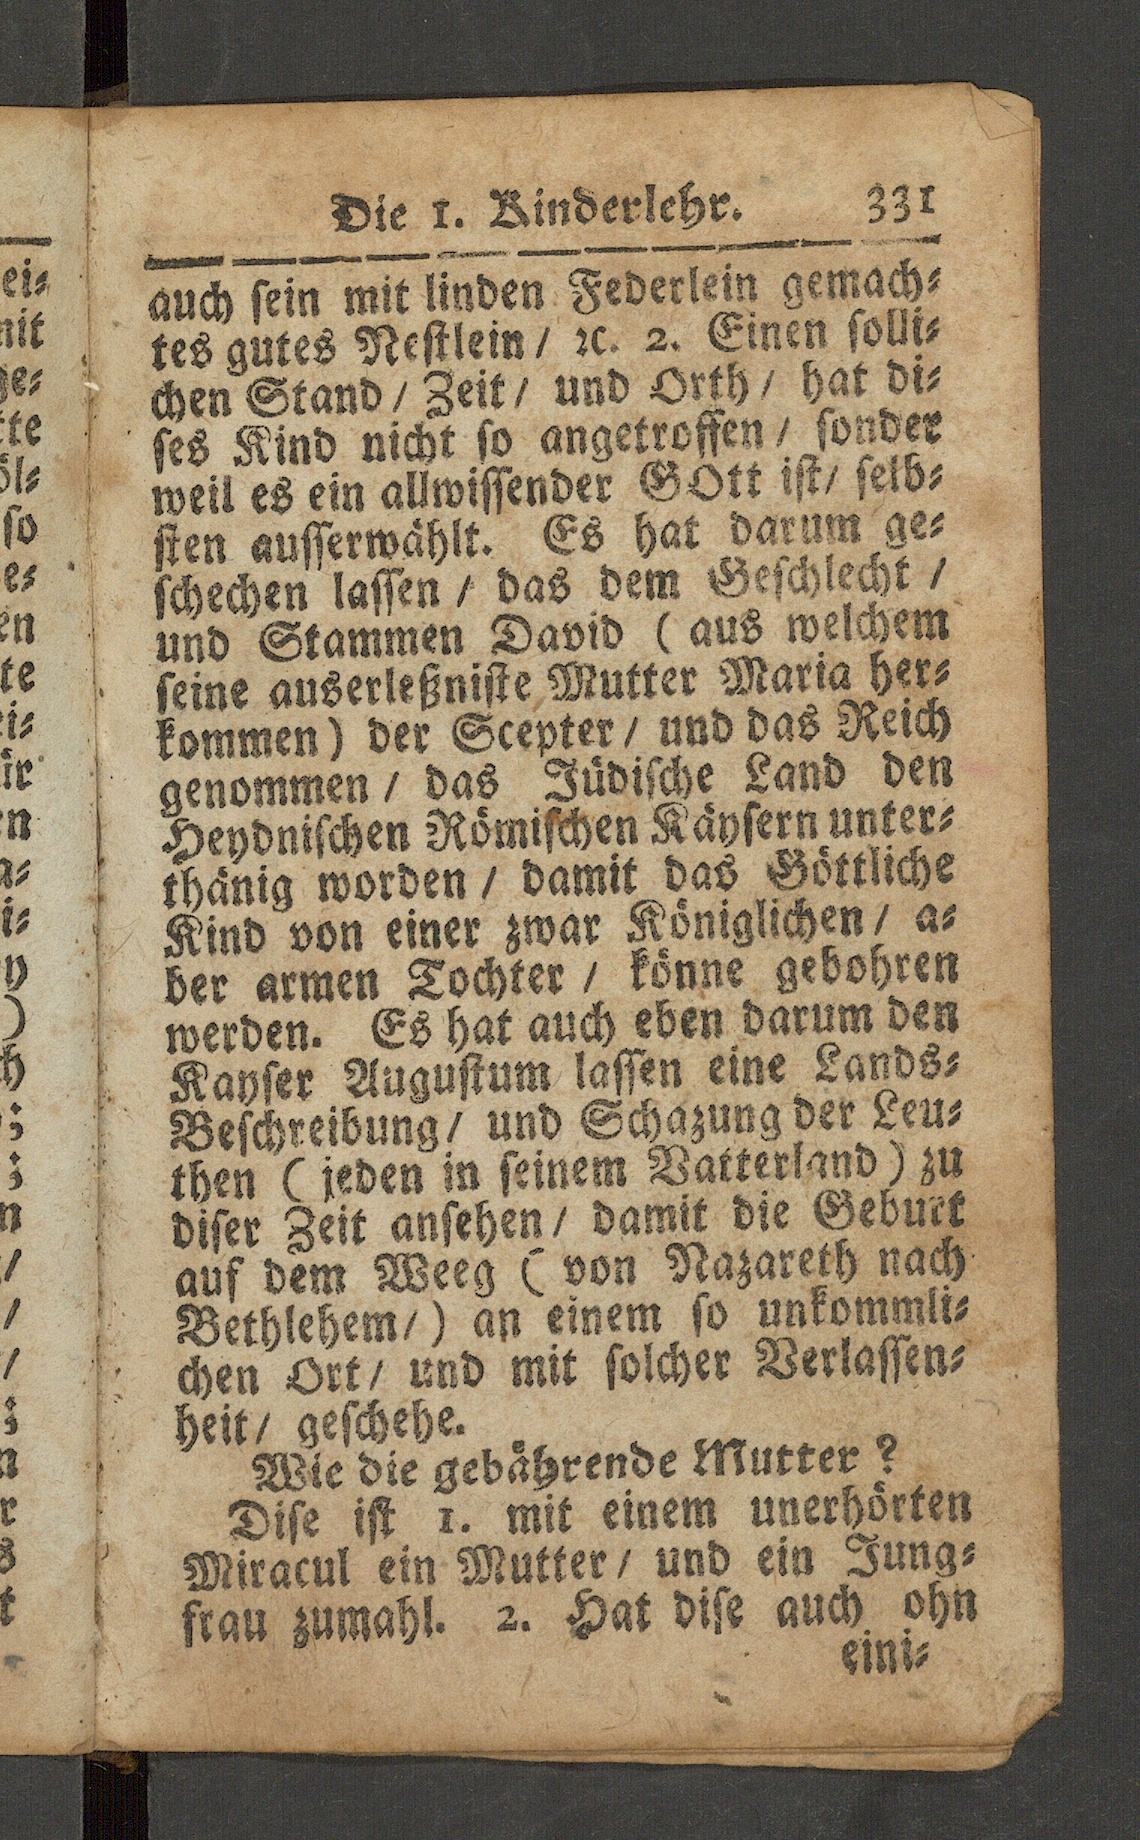 Die 1. Kinderlehr. 331
auch sein mit linden Federlein gemach⸗
tes gutes Nestlein / ꝛc. 2. Einen solli⸗
chen Stand / Zeit / und Orth / hat di⸗
ses Kind nicht so angetroffen / sonder
weil es ein allwissender GOtt ist / selb⸗
sten ausserwählt. Es hat darum ge⸗
schechen lassen / das dem Geschlecht /
und Stammen David ( aus welchem
seine auserleßniste Mutter Maria her⸗
kommen ) der Scepter / und das Reich
genommen / das Jüdische Land den
Heydnischen Römischen Käysern unter⸗
thänig worden / damit das Göttliche
Kind von einer zwar Königlichen / a⸗
ber armen Tochter / könne gebohren
werden. Es hat auch eben darum den
Kayser Augustum lassen eine Lands⸗
Beschreibung / und Schazung der Leu⸗
then ( jeden in seinem Vatterland ) zu
diser Zeit ansehen / damit die Geburt
auf dem Weeg ( von Nazareth nach
Bethlehem / ) an einem so unkommli⸗
chen Ort / und mit solcher Verlassen⸗
heit / geschehe.
Wie die gebährende Mutter ?
Dise ist 1. mit einem unerhörten
Miracul ein Mutter / und ein Jung⸗
frau zumahl. 2. Hat dise auch ohn
eini⸗